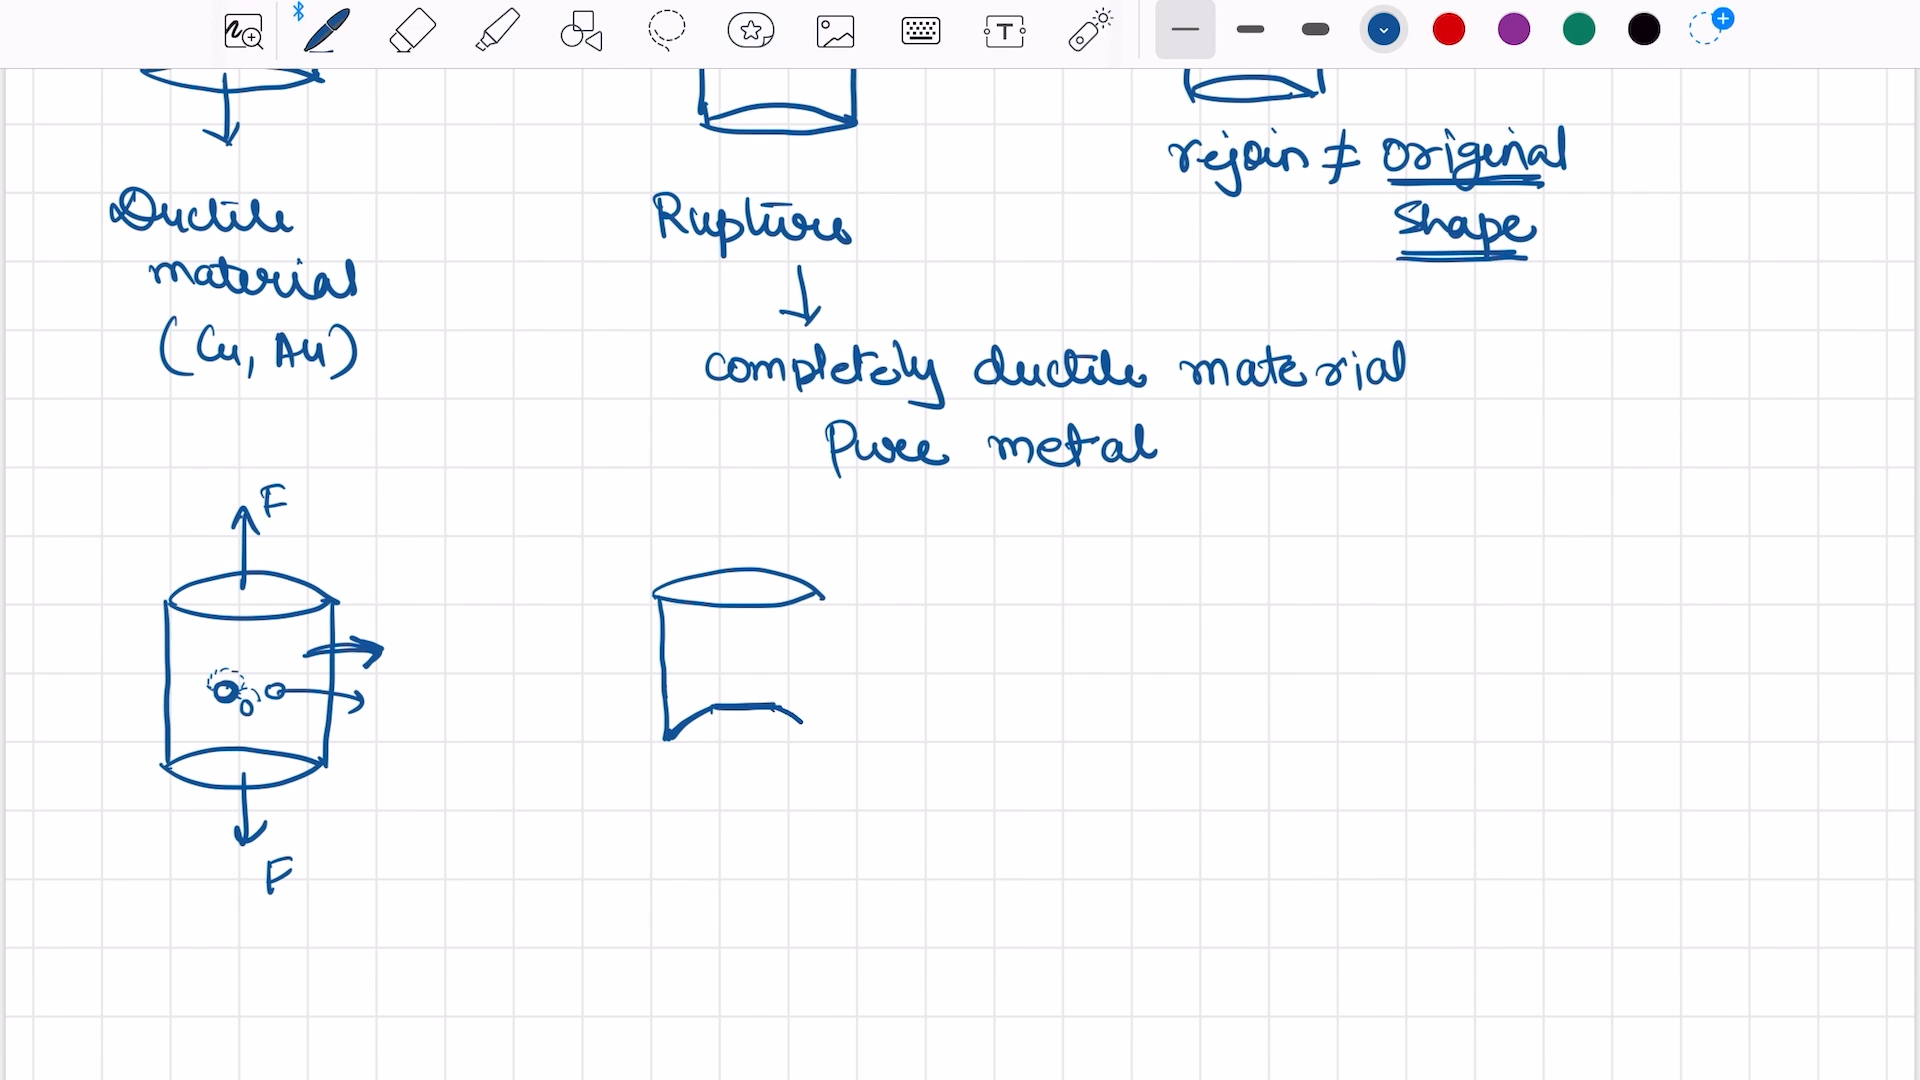 rejoin ≠ original
shape
Ductile
material
(Cu, Au)
Rupture
↓
completely ductile material
Pure metal
F
F